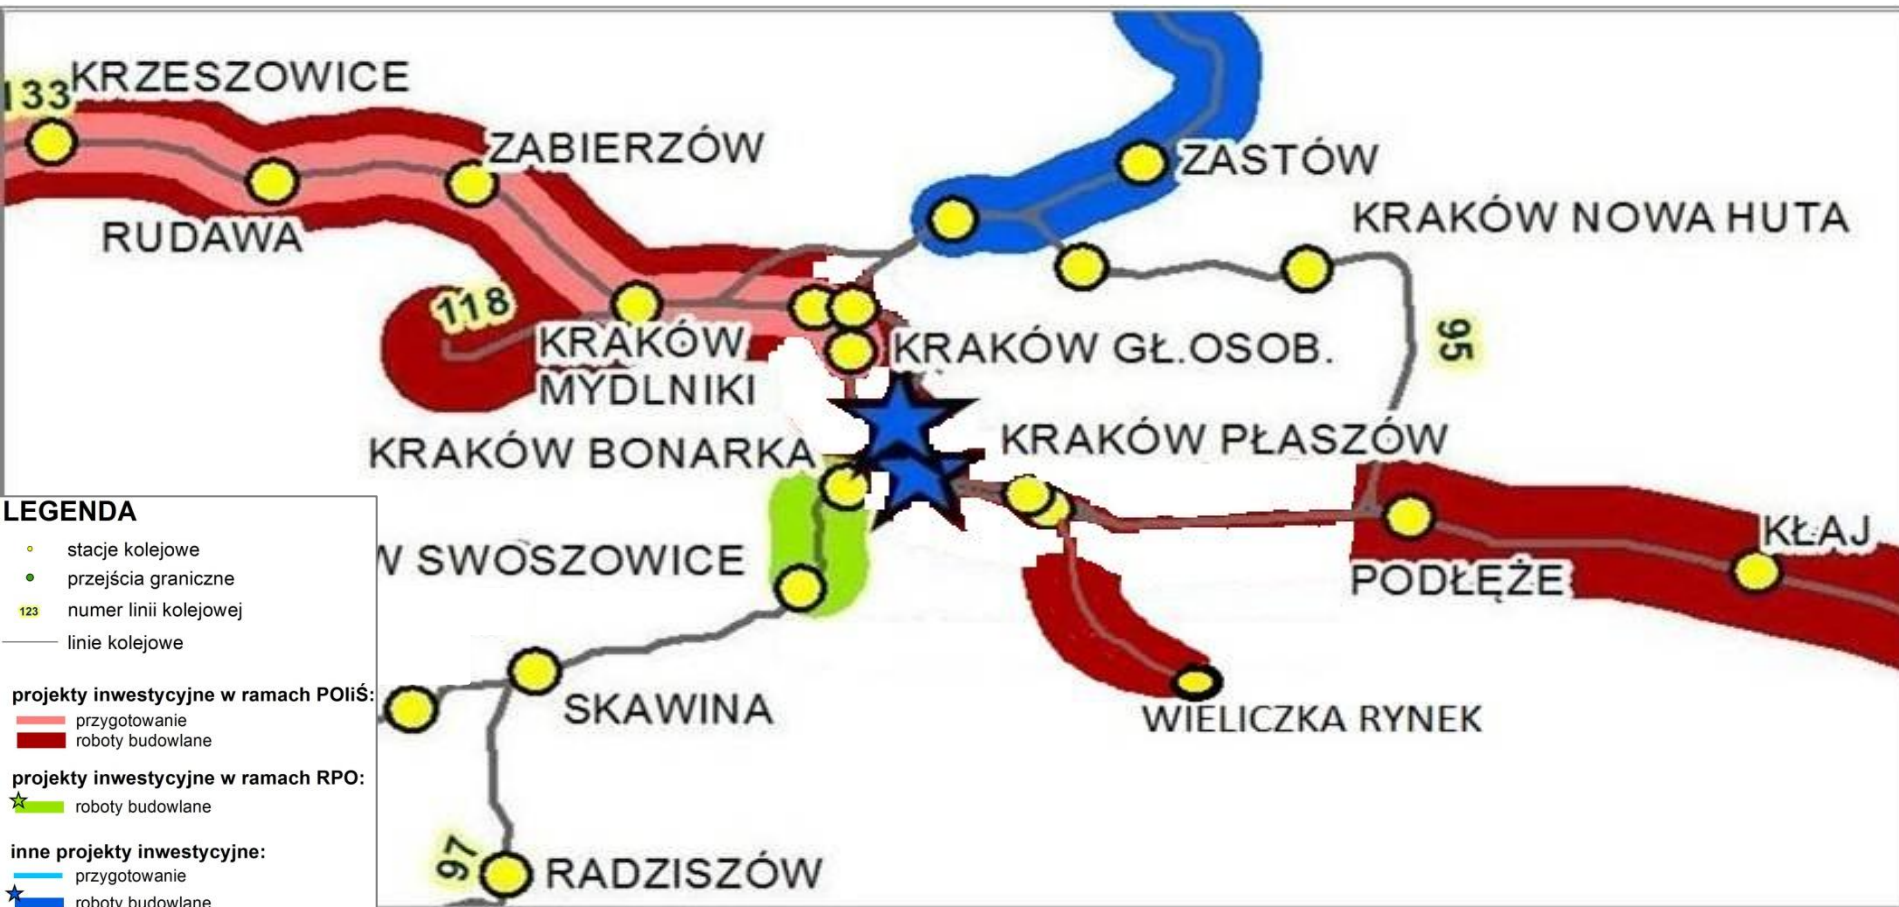 KRZESZOWICE
133
ZABIERZÓW
ZASTÓW
RUDAWA
KRAKÓW NOWA HUTA
118
KRAKÓW
MYDLNIKI
KRAKÓW GŁ.OSOB.
95
KRAKÓW BONARKA
KRAKÓW PŁASZÓW
KŁAJ
W SWOSZOWICE
PODŁĘŻE
SKAWINA
WIELICZKA RYNEK
97
RADZISZÓW
LEGENDA
stacje kolejowe
przejścia graniczne
123 numer linii kolejowej
linie kolejowe
projekty inwestycyjne w ramach POIiŚ:
przygotowanie
roboty budowlane
projekty inwestycyjne w ramach RPO:
roboty budowlane
inne projekty inwestycyjne:
przygotowanie
roboty budowlane